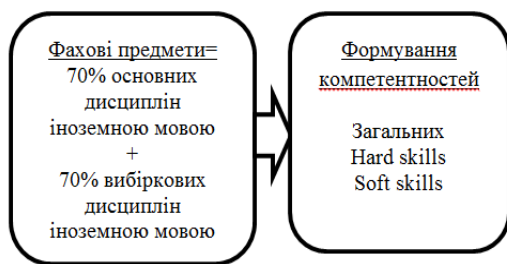 Фахові предмети=
70% основних
дисциплін
іноземною мовою
+
70% вибіркових
дисциплін
іноземною мовою
Формування
компетентностей
Загальних
Hard skills
Soft skills